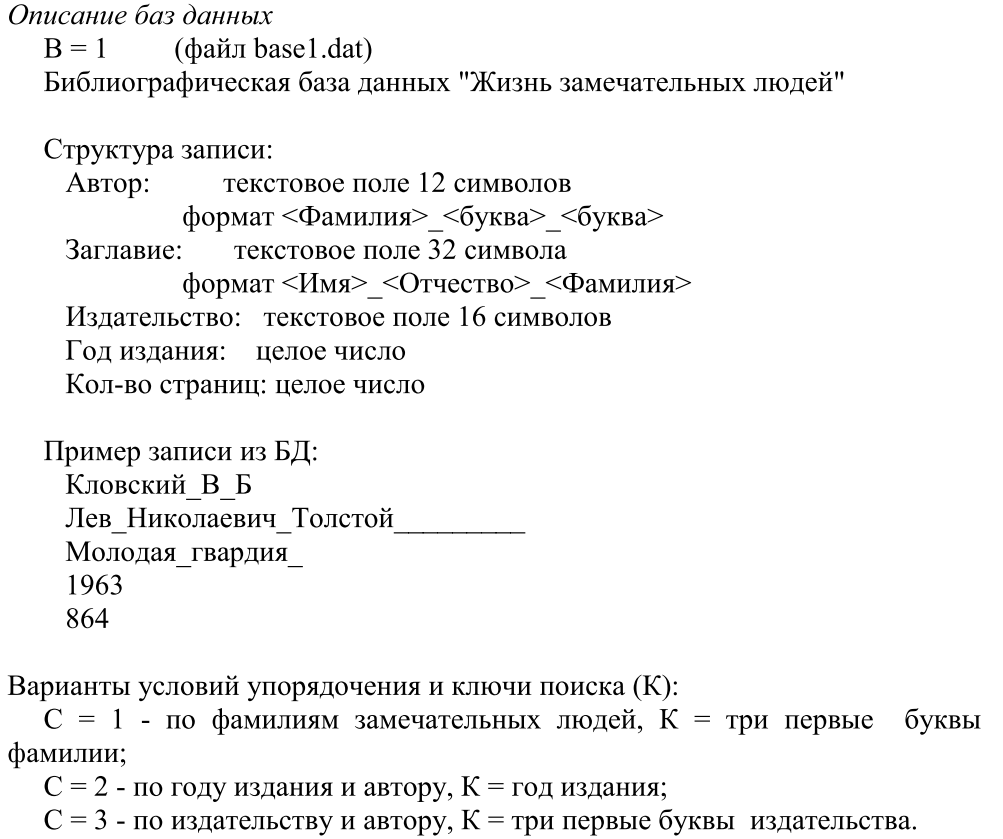 Описание баз данных
B = 1 (файл base1.dat)
Библиографическая база данных "Жизнь замечательных людей"
Структура записи:
Автор: текстовое поле 12 символов
формат <Фамилия>_<буква>_<буква>
Заглавие: текстовое поле 32 символа
формат <Имя>_<Отчество>_<Фамилия>
Издательство: текстовое поле 16 символов
Год издания: целое число
Кол-во страниц: целое число
Пример записи из БД:
Кловский_В_Б
Лев_Николаевич_Толстой_________
Молодая_гвардия_
1963
864
Варианты условий упорядочения и ключи поиска (К):
С = 1 - по фамилиям замечательных людей, К = три первые буквы
фамилии;
С = 2 - по году издания и автору, К = год издания;
С = 3 - по издательству и автору, К = три первые буквы издательства.